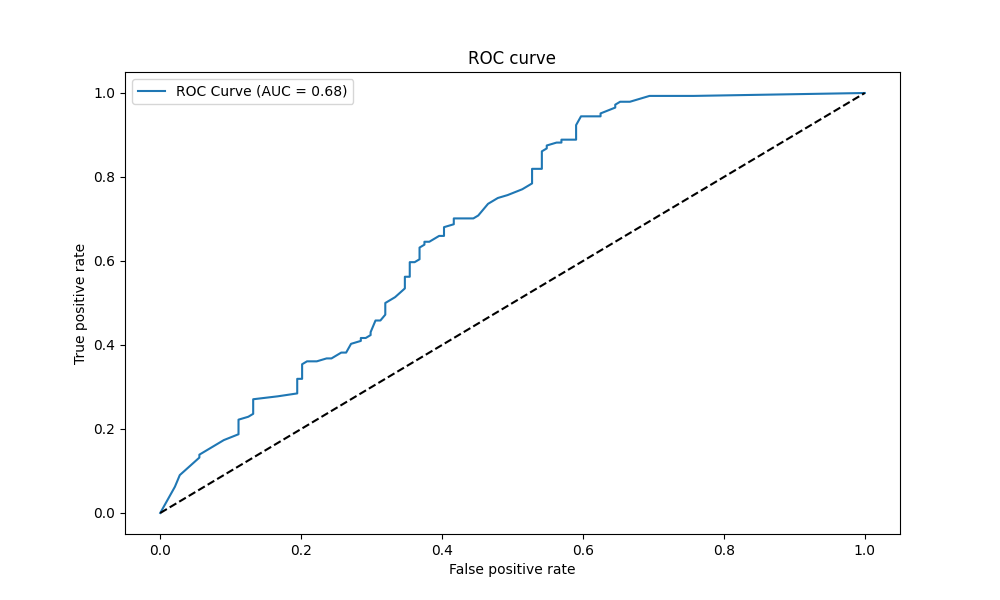 ROC curve
ROC Curve (AUC = 0.68)
1.0
0.8
0.6
0.4
0.2
0.0
True positive rate
0.0 0.2 0.4 0.6 0.8 1.0
False positive rate